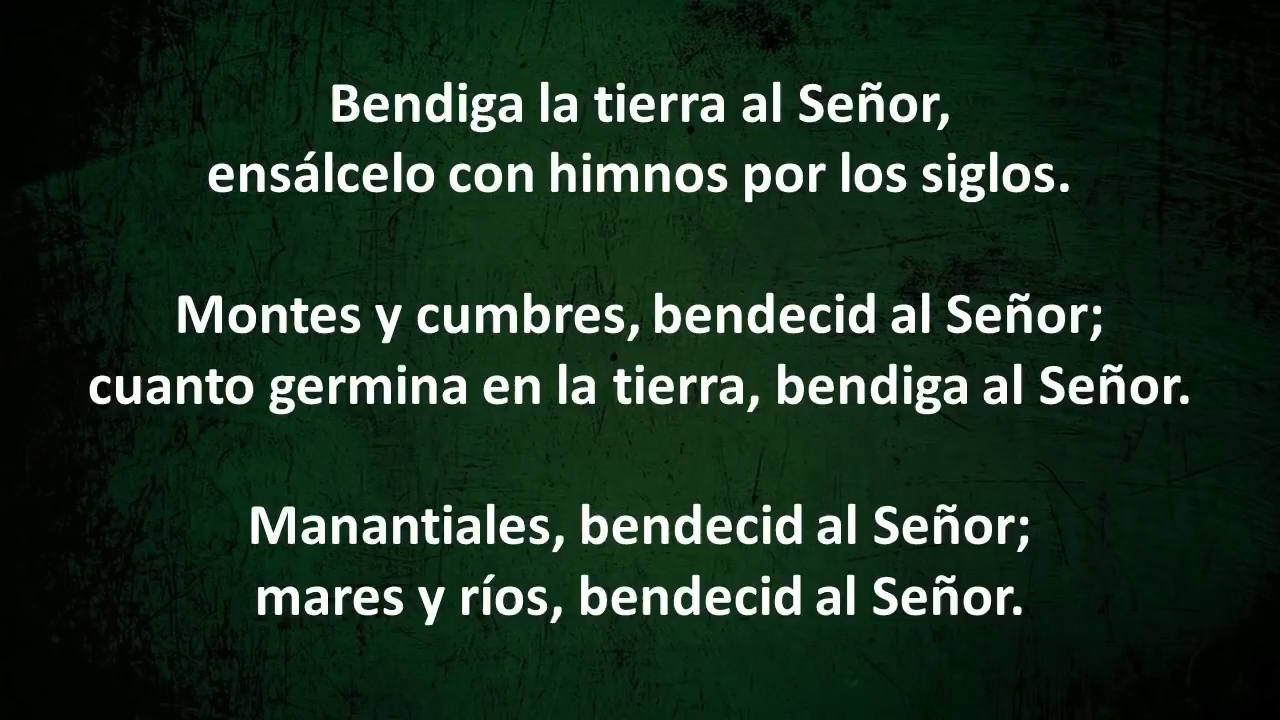 Bendiga la tierra al Señor,
ensálcelo con himnos por los siglos.
Montes y cumbres, bendecid al Señor;
cuanto germina en la tierra, bendiga al Señor.
Manantiales, bendecid al Señor;
mares y ríos, bendecid al Señor.